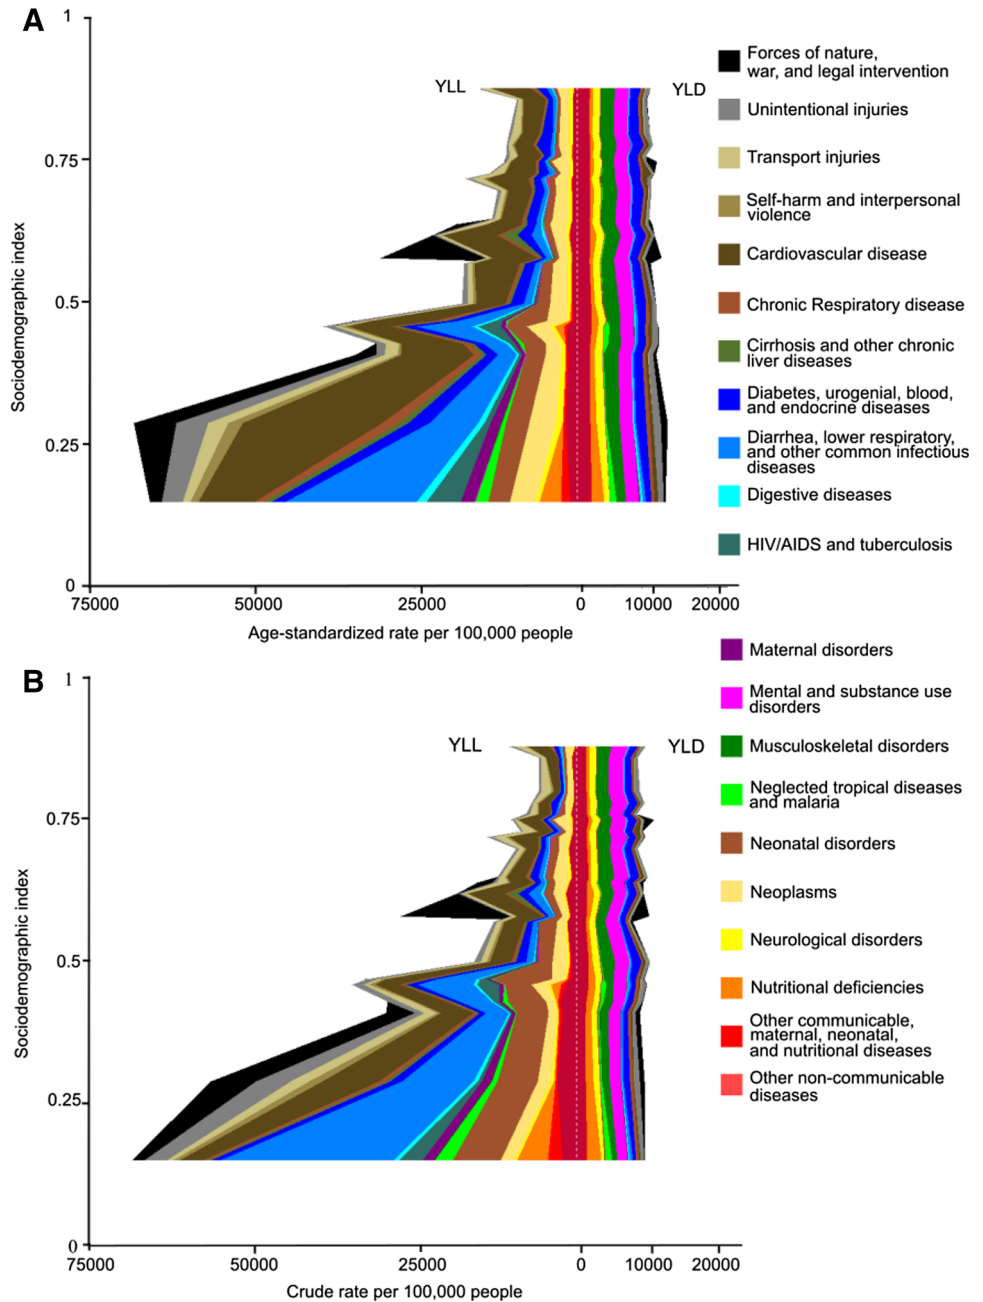 A
1
0.75
0.5
0.25
0
Sociodemographic index
YLL
YLD
75000
50000
25000
0
10000
20000
Age-standardized rate per 100,000 people
Forces of nature,
war, and legal intervention
Unintentional injuries
Transport injuries
Self-harm and interpersonal
violence
Cardiovascular disease
Chronic Respiratory disease
Cirrhosis and other chronic
liver diseases
Diabetes, urogenial, blood,
and endocrine diseases
Diarrhea, lower respiratory,
and other common infectious
diseases
Digestive diseases
HIV/AIDS and tuberculosis
Maternal disorders
Mental and substance use
disorders
Musculoskeletal disorders
Neglected tropical diseases
and malaria
Neonatal disorders
Neoplasms
Neurological disorders
Nutritional deficiencies
Other communicable,
maternal, neonatal,
and nutritional diseases
Other non-communicable
diseases
B
1
0.75
0.5
0.25
0
Sociodemographic index
YLL
YLD
75000
50000
25000
0
10000
20000
Crude rate per 100,000 people